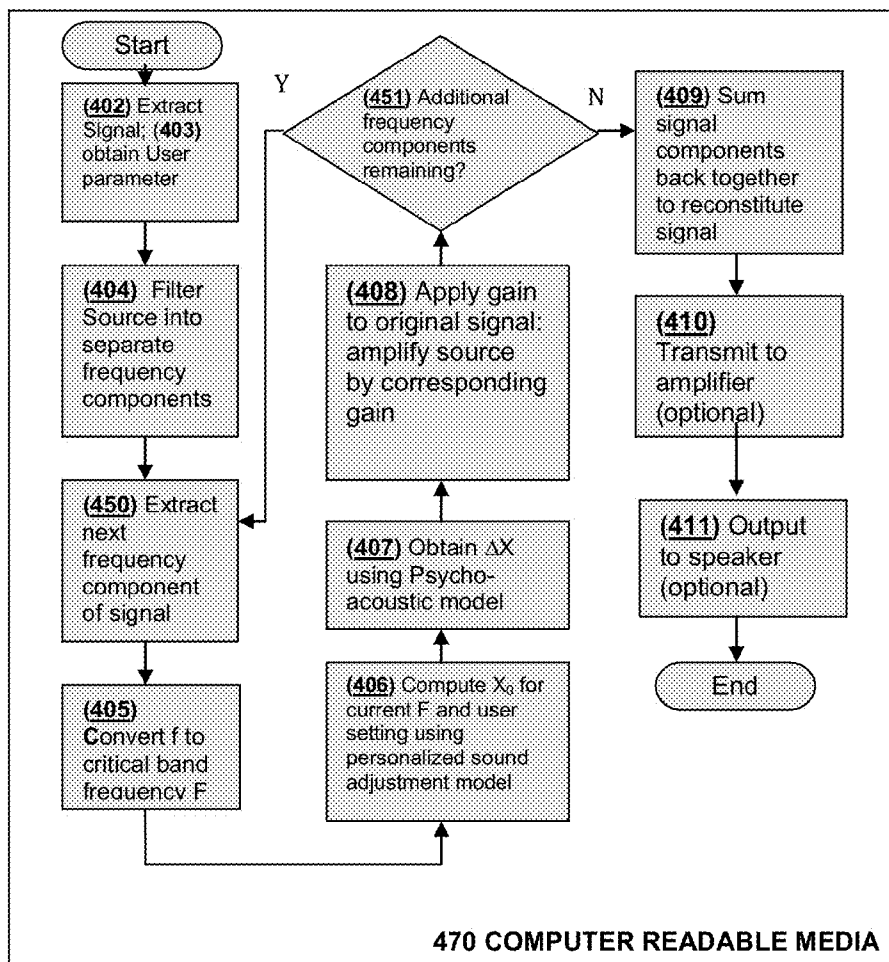 Start
(402) Extract
Signal; (403)
obtain User
parameter
(404) Filter
Source into
separate
frequency
components
(450) Extract
next
frequency
component
of signal
(405)
Convert f to
critical band
frequency F
(406) Compute X₀ for
current F and user
setting using
personalized sound
adjustment model
(407) Obtain ΔX
using Psycho-
acoustic model
(408) Apply gain
to original signal:
amplify source
by corresponding
gain
(451) Additional
frequency
components
remaining?
Y
N
(409) Sum
signal
components
back together
to reconstitute
signal
(410)
Transmit to
amplifier
(optional)
(411) Output
to speaker
(optional)
End
470 COMPUTER READABLE MEDIA